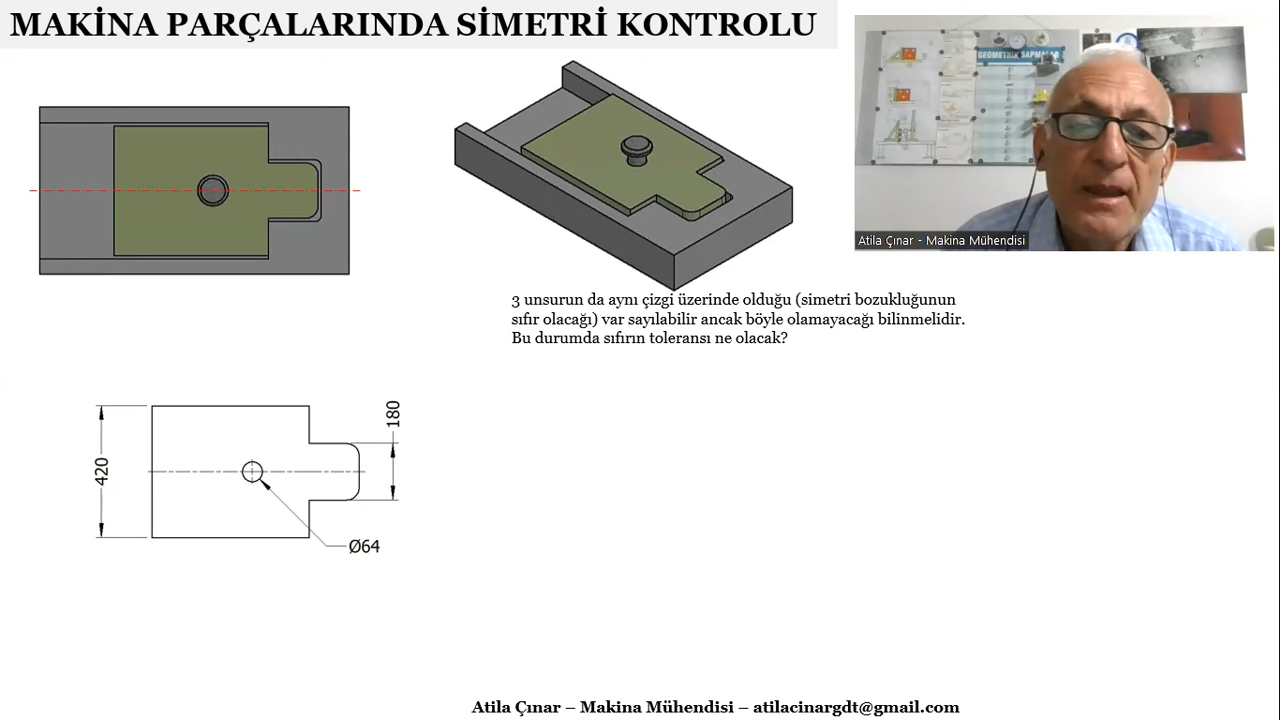 MAKİNA PARÇALARINDA SİMETRİ KONTROLU
GEOMETRİK SAPMALAR
Atila Çınar - Makina Mühendisi
3 unsurun da aynı çizgi üzerinde olduğu (simetri bozukluğunun
sıfır olacağı) var sayılabilir ancak böyle olamayacağı bilinmelidir.
Bu durumda sıfırın toleransı ne olacak?
420
180
Ø64
Atila Çınar – Makina Mühendisi – atilacinargdt@gmail.com